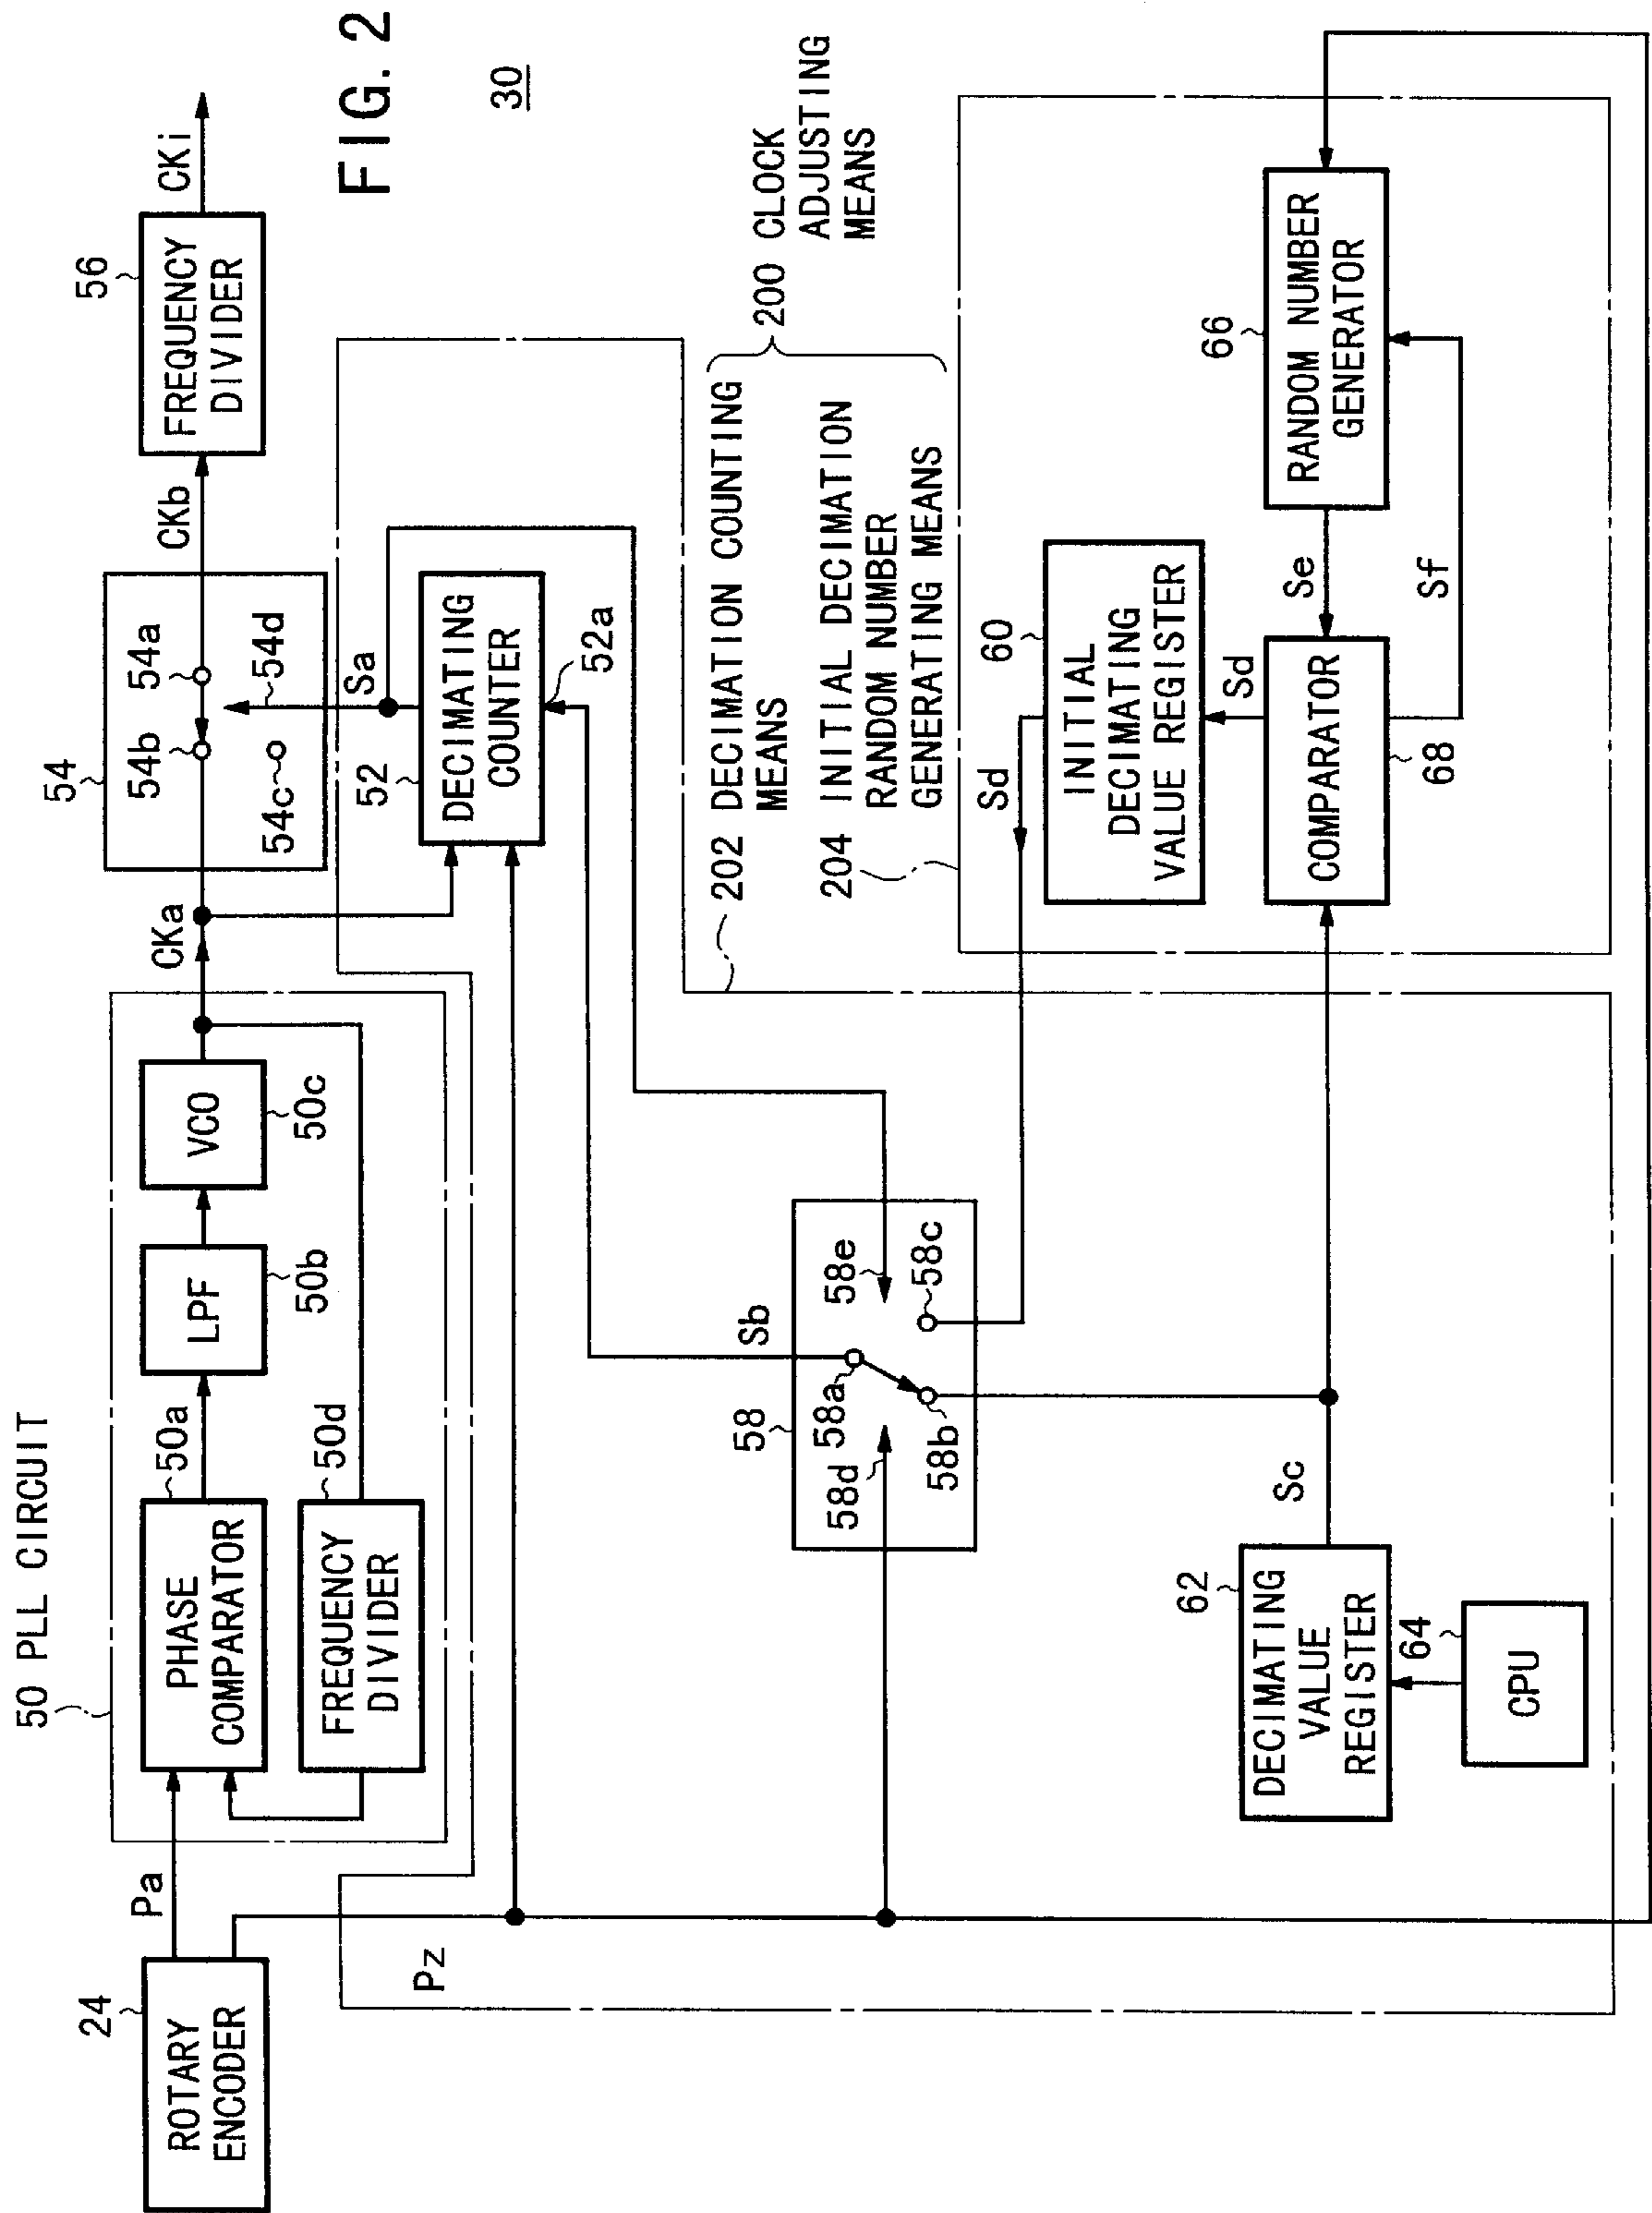 FIG. 2
30
50 PLL CIRCUIT
24
ROTARY
ENCODER
Pa
Pz
PHASE
COMPARATOR
50a
LPF
50b
VCO
50c
FREQUENCY
DIVIDER
50d
CKa
54
54b
54a
54c
54d
CKb
56
FREQUENCY
DIVIDER
CKi
Sa
52
DECIMATING
COUNTER
52a
Sb
58
58a
58e
58d
58b
58c
Sd
202 DECIMATION COUNTING
MEANS
204 INITIAL DECIMATION
RANDOM NUMBER
GENERATING MEANS
200 CLOCK
ADJUSTING
MEANS
60
INITIAL
DECIMATING
VALUE REGISTER
Sd
66
RANDOM NUMBER
GENERATOR
Se
COMPARATOR
68
Sf
62
DECIMATING
VALUE
REGISTER
Sc
64
CPU